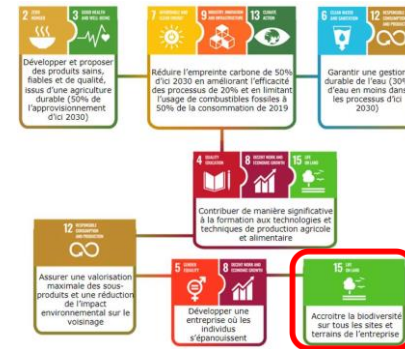 2 ZERO HUNGER
3 GOOD HEALTH AND WELL-BEING
Développer et proposer
des produits sains,
fiables et de qualité,
issus d'une agriculture
durable (50% de
l'approvisionnement
d'ici 2030)
7 AFFORDABLE AND CLEAN ENERGY
9 INDUSTRY, INNOVATION AND INFRASTRUCTURE
13 CLIMATE ACTION
Réduire l'empreinte carbone de 50%
d'ici 2030 en améliorant l'efficacité
des processus de 20% et en limitant
l'usage de combustibles fossiles à
50% de la consommation de 2019
6 CLEAN WATER AND SANITATION
12 RESPONSIBLE CONSUMPTION AND PRODUCTION
Garantir une gestion
durable de l'eau (30%
d'eau en moins dans
les processus d'ici
2030)
4 QUALITY EDUCATION
8 DECENT WORK AND ECONOMIC GROWTH
15 LIFE ON LAND
Contribuer de manière significative
à la formation aux technologies et
techniques de production agricole
et alimentaire
12 RESPONSIBLE CONSUMPTION AND PRODUCTION
Assurer une valorisation
maximale des sous-
produits et une réduction
de l'impact
environmental sur le
voisinage
5 GENDER EQUALITY
8 DECENT WORK AND ECONOMIC GROWTH
Développer une
entreprise où les
individus
s'épanouissent
15 LIFE ON LAND
Accroitre la biodiversité
sur tous les sites et
terrains de l'entreprise